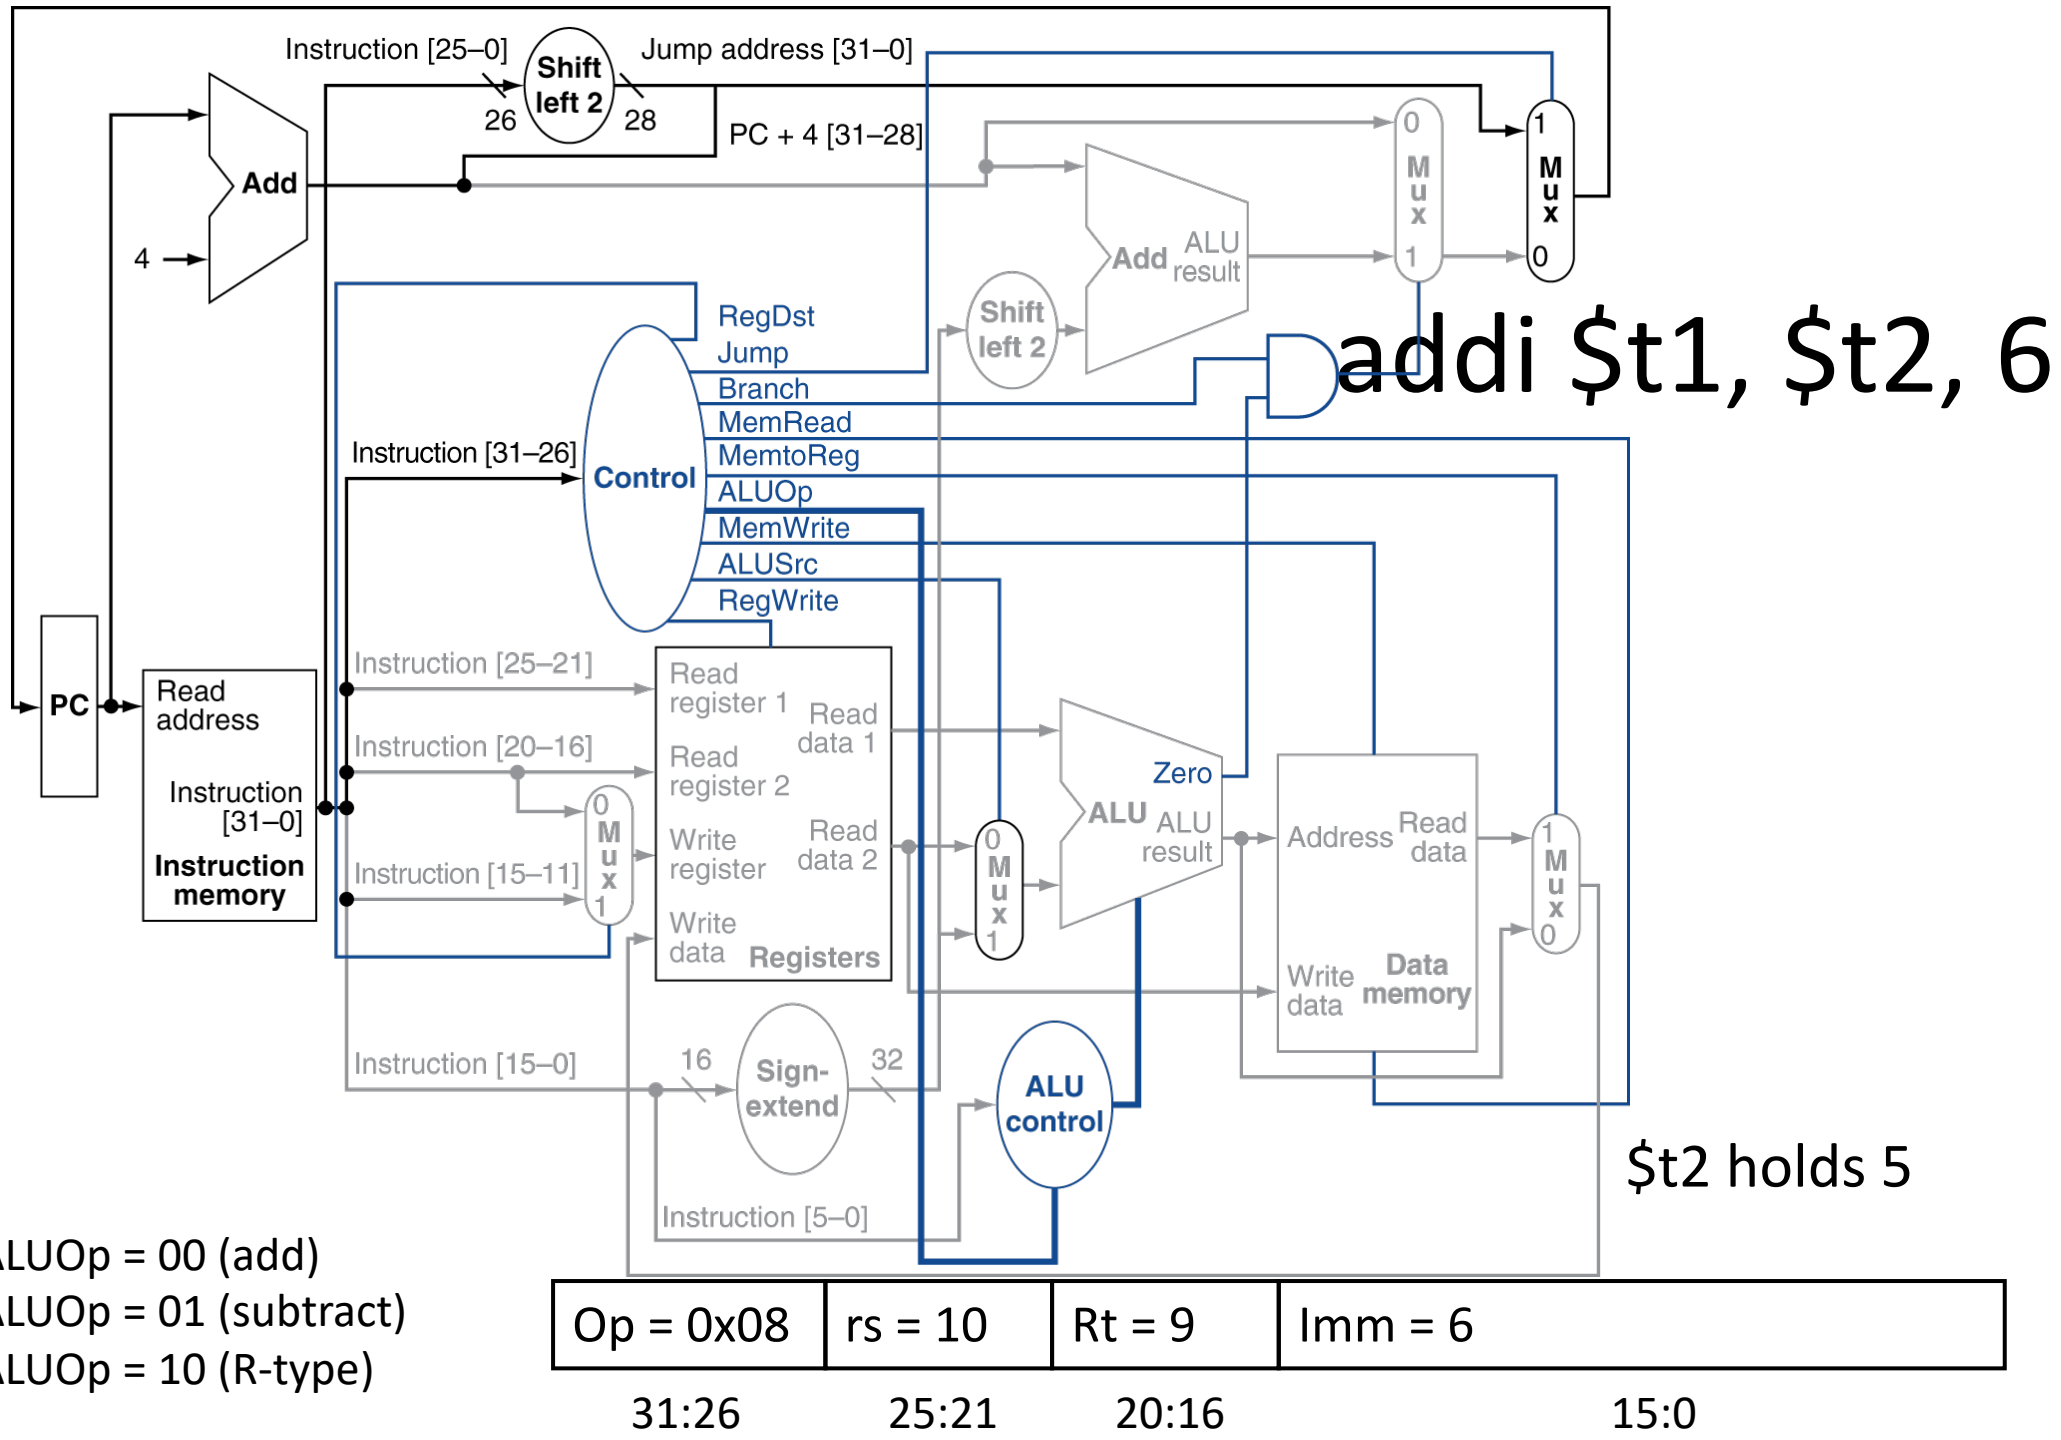 Instruction [25–0]
Shift
left 2
Jump address [31–0]
26
28
PC + 4 [31–28]
Add
4
0
M
u
x
1
1
M
u
x
0
Add
ALU
result
Shift
left 2
addi $t1, $t2, 6
RegDst
Jump
Branch
MemRead
MemtoReg
ALUOp
MemWrite
ALUSrc
RegWrite
Instruction [31–26]
Control
PC
Read
address
Instruction
[31–0]
Instruction
memory
Instruction [25–21]
Instruction [20–16]
Instruction [15–11]
0
M
u
x
1
Read
register 1
Read
register 2
Write
register
Write
data
Read
data 1
Read
data 2
Registers
0
M
u
x
1
Zero
ALU
ALU
result
Address
Read
data
Write
data
Data
memory
1
M
u
x
0
Instruction [15–0]
16
Sign-
extend
32
ALU
control
Instruction [5–0]
$t2 holds 5
LUOp = 00 (add)
LUOp = 01 (subtract)
LUOp = 10 (R-type)
Op = 0x08
rs = 10
Rt = 9
Imm = 6
31:26
25:21
20:16
15:0